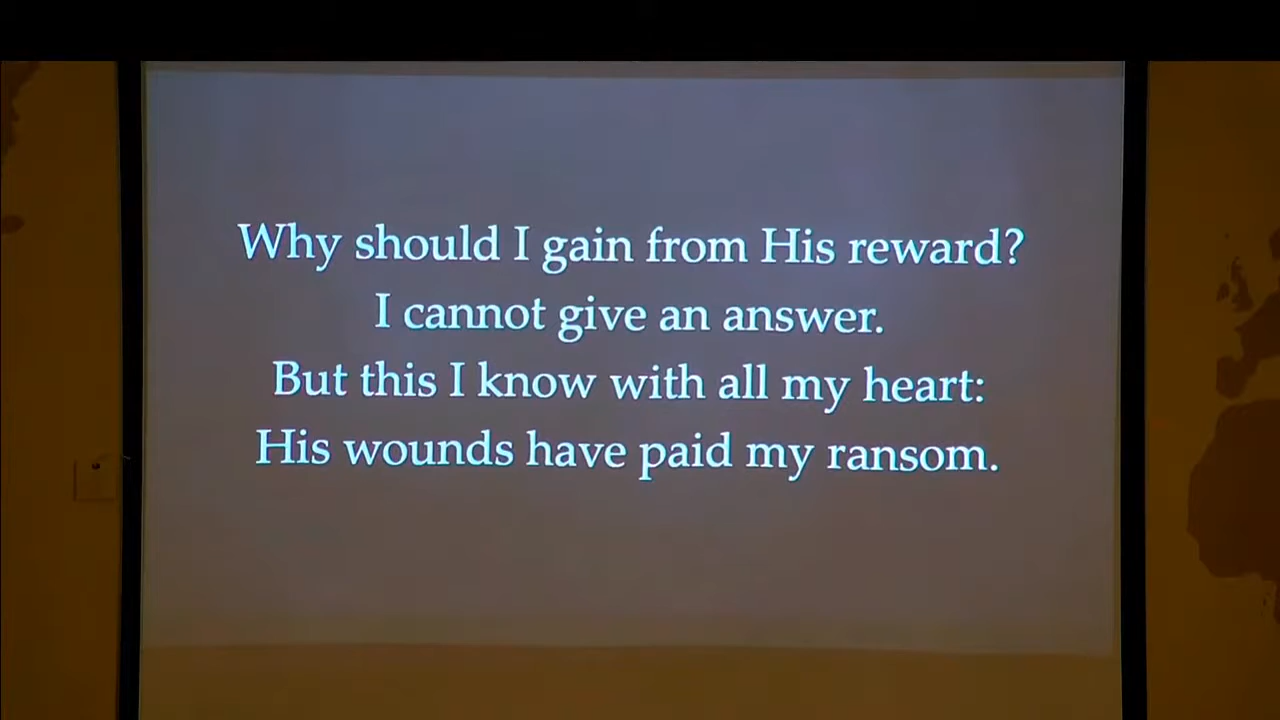 Why should I gain from His reward?
I cannot give an answer.
But this I know with all my heart:
His wounds have paid my ransom.